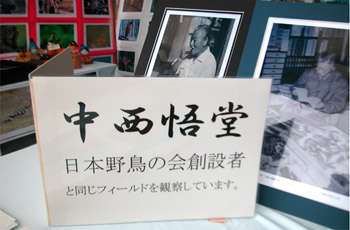 中西悟堂
日本野鳥の会創設者
と同じフィールドを観察しています。